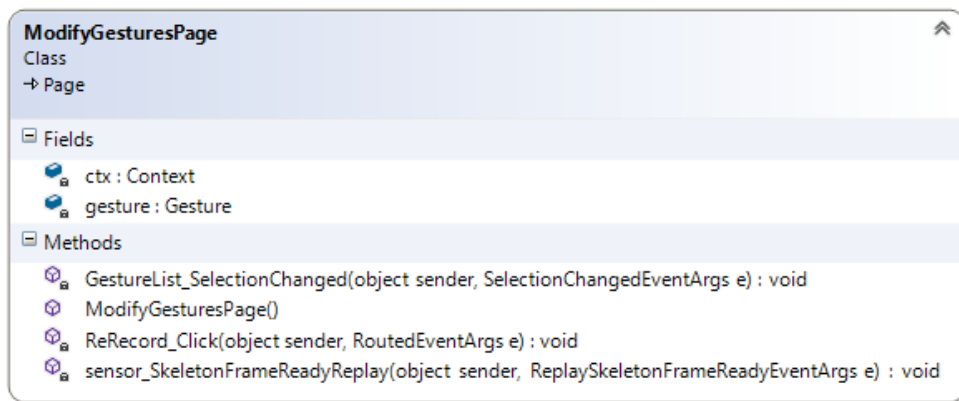 ModifyGesturesPage
Class
Page
Fields
ctx : Context
gesture : Gesture
Methods
GestureList_SelectionChanged(object sender, SelectionChangedEventArgs e) : void
ModifyGesturesPage()
ReRecord_Click(object sender, RoutedEventArgs e) : void
sensor_SkeletonFrameReadyReplay(object sender, ReplaySkeletonFrameReadyEventArgs e) : void